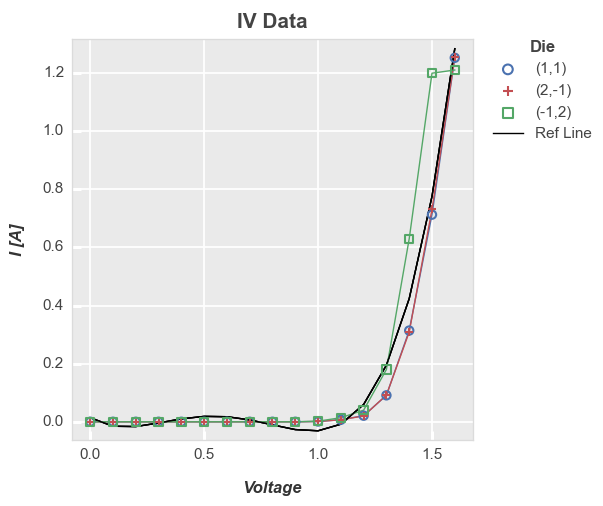 IV Data
Die
(1,1)
(2,-1)
(-1,2)
Ref Line
I [A]
1.2
1.0
0.8
0.6
0.4
0.2
0.0
0.0
0.5
1.0
1.5
Voltage